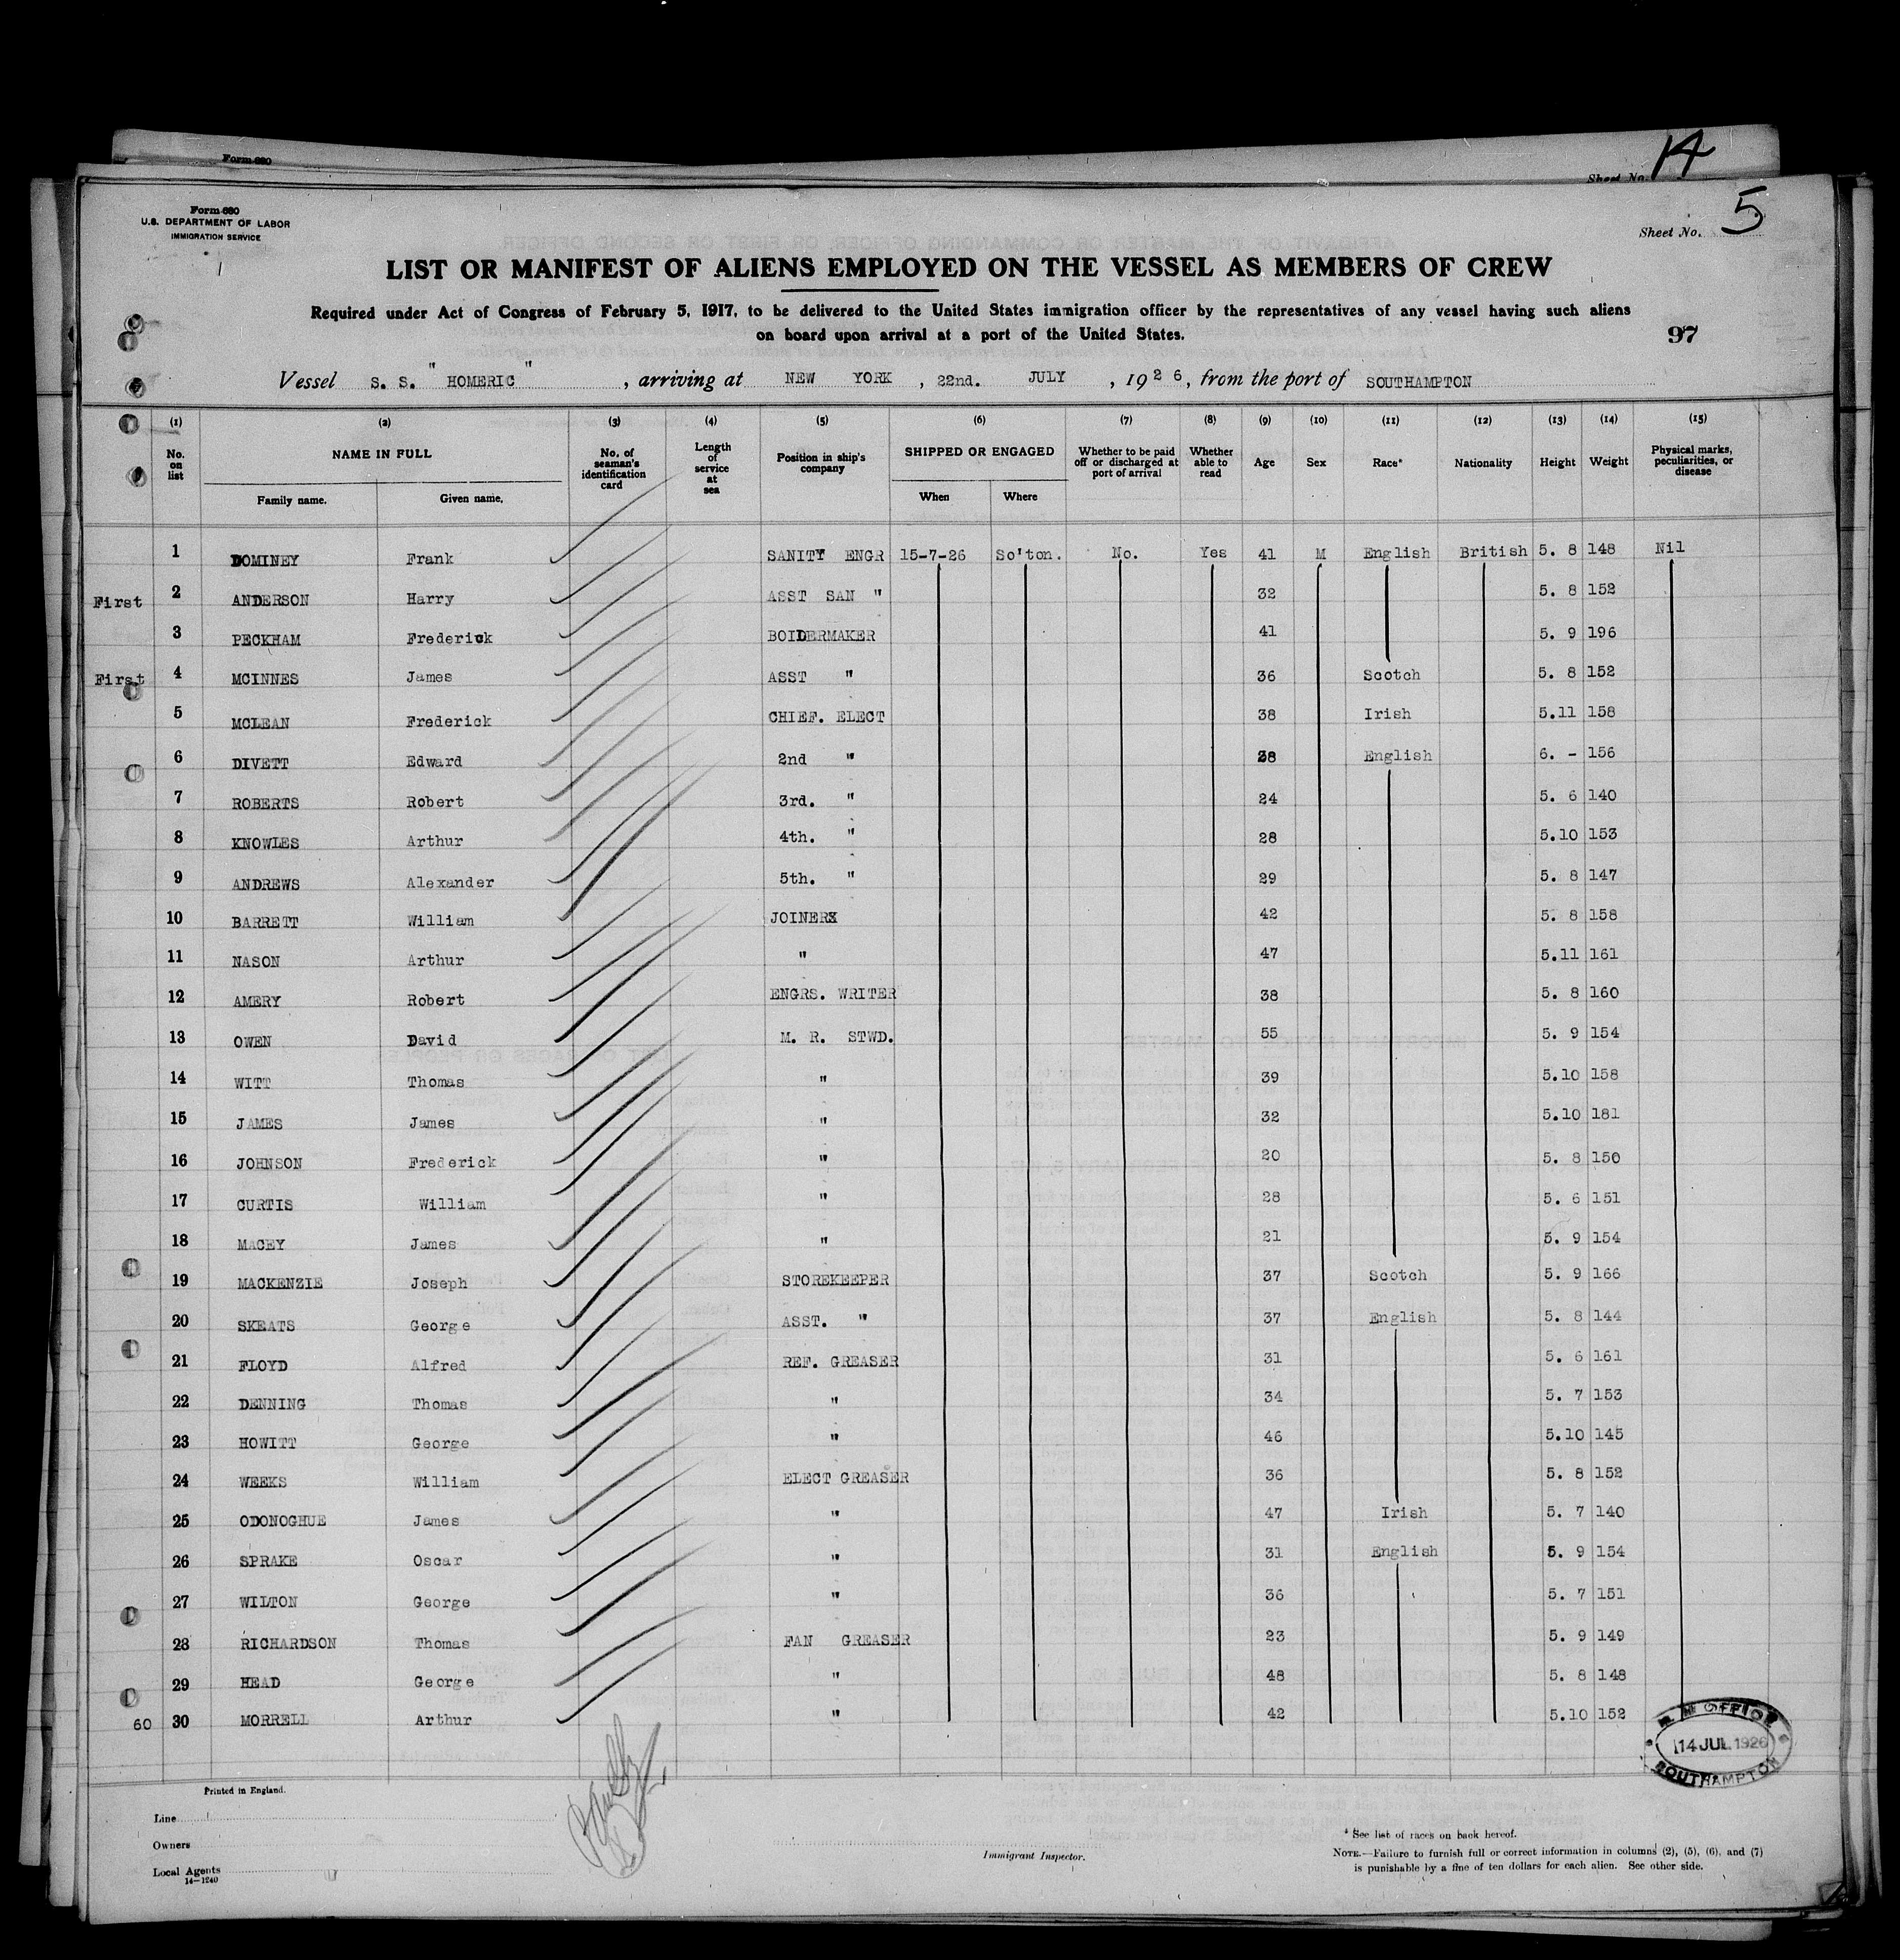 Form 680
Sheet No. 14
Form 680
U.S. DEPARTMENT OF LABOR
IMMIGRATION SERVICE
Sheet No. 5
LIST OR MANIFEST OF ALIENS EMPLOYED ON THE VESSEL AS MEMBERS OF CREW
Required under Act of Congress of February 5, 1917, to be delivered to the United States immigration officer by the representatives of any vessel having such aliens
on board upon arrival at a port of the United States.
97
Vessel S. S. "HOMERIC", arriving at NEW YORK, 22nd. JULY, 1926, from the port of SOUTHAMPTON
(1) (2) (3) (4) (5) (6) (7) (8) (9) (10) (11) (12) (13) (14) (15)
No. on list NAME IN FULL No. of seaman's identification card Length of service at sea Position in ship's company SHIPPED OR ENGAGED Whether to be paid off or discharged at port of arrival Whether able to read Age Sex Race* Nationality Height Weight Physical marks, peculiarities, or disease
Family name. Given name. When Where
1 DOMINEY Frank SANITY ENGR 15-7-26 So'ton. No. Yes 41 M English British 5. 8 148 Nil
First 2 ANDERSON Harry ASST SAN " 32 5. 8 152
3 PECKHAM Frederick BOIDERMAKER 41 5. 9 196
First 4 MCINNES James ASST " 36 Scotch 5. 8 152
5 MCLEAN Frederick CHIEF. ELECT 38 Irish 5.11 158
6 DIVETT Edward 2nd " 38 English 6. - 156
7 ROBERTS Robert 3rd. " 24 5. 6 140
8 KNOWLES Arthur 4th. " 28 5.10 153
9 ANDREWS Alexander 5th. " 29 5. 8 147
10 BARRETT William JOINER 42 5. 8 158
11 NASON Arthur " 47 5.11 161
12 AMERY Robert ENGRS. WRITER 38 5. 8 160
13 OWEN David M. R. STWD. 55 5. 9 154
14 WITT Thomas " 39 5.10 158
15 JAMES James " 32 5.10 181
16 JOHNSON Frederick " 20 5. 8 150
17 CURTIS William " 28 5. 6 151
18 MACEY James " 21 5. 9 154
19 MACKENZIE Joseph STOREKEEPER 37 Scotch 5. 9 166
20 SKEATS George ASST. " 37 English 5. 8 144
21 FLOYD Alfred REF. GREASER 31 5. 6 161
22 DENNING Thomas " 34 5. 7 153
23 HOWITT George " 46 5.10 145
24 WEEKS William ELECT GREASER 36 5. 8 152
25 ODONOGHUE James " 47 Irish 5. 7 140
26 SPRAKE Oscar " 31 English 5. 9 154
27 WILTON George " 36 5. 7 151
28 RICHARDSON Thomas FAN GREASER 23 5. 9 149
29 HEAD George " 48 5. 8 148
60 30 MORRELL Arthur " 42 5.10 152
OFFICE
14 JUL 1926
SOUTHAMPTON
Printed in England.
Line
Owners
Local Agents
14—1240
Immigrant Inspector.
* See list of races on back hereof.
NOTE.—Failure to furnish full or correct information in columns (2), (5), (6), and (7)
is punishable by a fine of ten dollars for each alien. See other side.